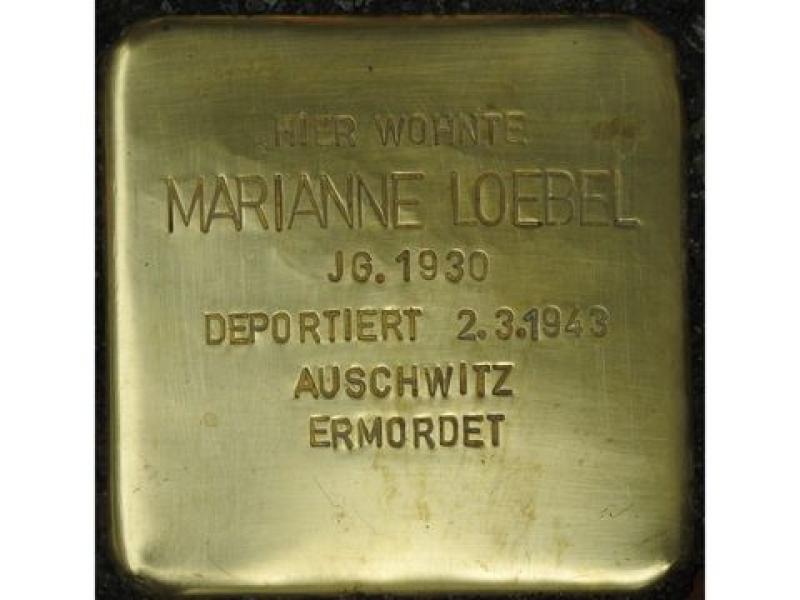 HIER WOHNTE
MARIANNE LOEBEL
JG. 1930
DEPORTIERT 2.3.1943
AUSCHWITZ
ERMORDET